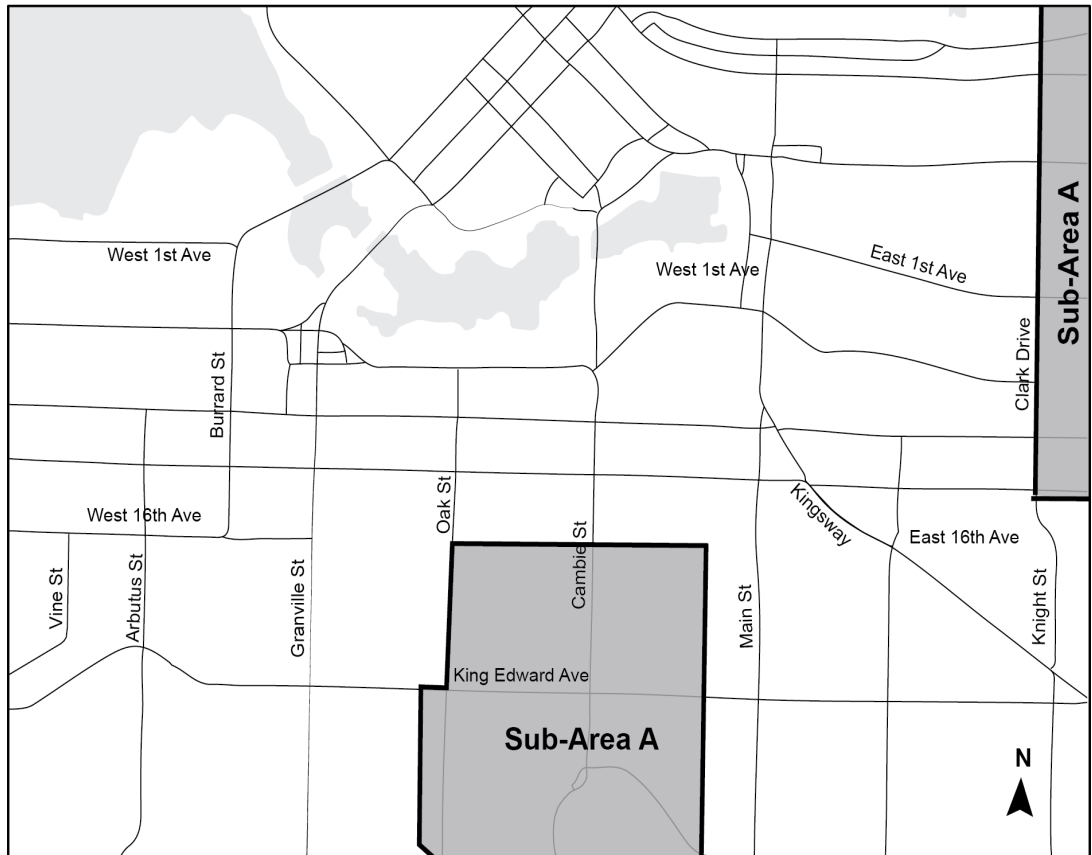 West 1st Ave
West 1st Ave
East 1st Ave
Sub-Area A
Clark Drive
Burrard St
West 16th Ave
Oak St
Cambie St
Kingsway
East 16th Ave
Vine St
Arbutus St
Granville St
Main St
Knight St
King Edward Ave
Sub-Area A
N